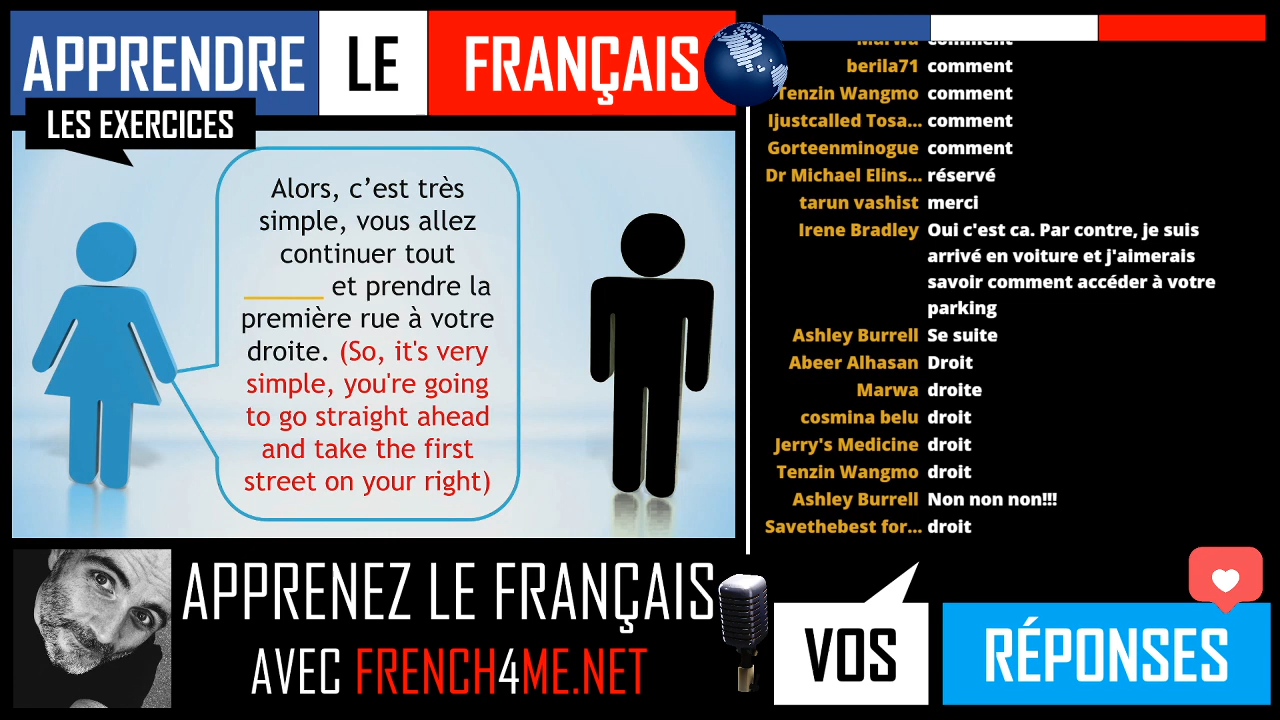 APPRENDRE LE FRANÇAIS
LES EXERCICES
Alors, c’est très
simple, vous allez
continuer tout
______ et prendre la
première rue à votre
droite. (So, it's very
simple, you're going
to go straight ahead
and take the first
street on your right)
APPRENEZ LE FRANÇAIS
AVEC FRENCH4ME.NET
Marwa comment
berila71 comment
Tenzin Wangmo comment
Ijustcalled Tosa... comment
Gorteenminogue comment
Dr Michael Elins... réservé
tarun vashist merci
Irene Bradley Oui c'est ca. Par contre, je suis
arrivé en voiture et j'aimerais
savoir comment accéder à votre
parking
Ashley Burrell Se suite
Abeer Alhasan Droit
Marwa droite
cosmina belu droit
Jerry's Medicine droit
Tenzin Wangmo droit
Ashley Burrell Non non non!!!
Savethebest for... droit
VOS RÉPONSES